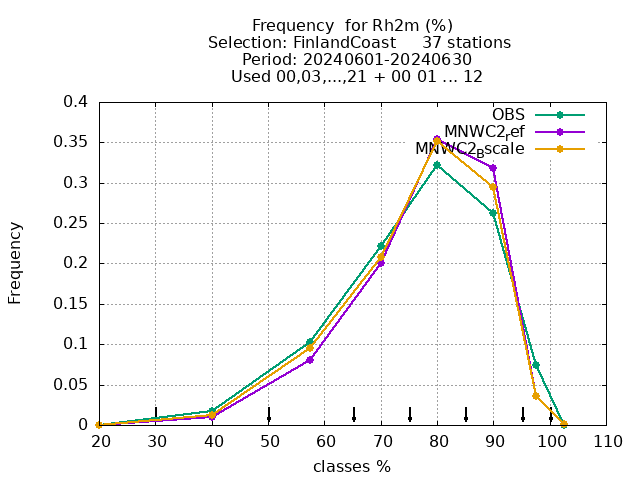 Frequency  for Rh2m (%)
Selection: FinlandCoast     37 stations
Period: 20240601-20240630
Used 00,03,...,21 + 00 01 ... 12
OBS
MNWC2ref
MNWC2Bscale
0.4
0.35
0.3
0.25
0.2
0.15
0.1
0.05
0
Frequency
20 30 40 50 60 70 80 90 100 110
classes %